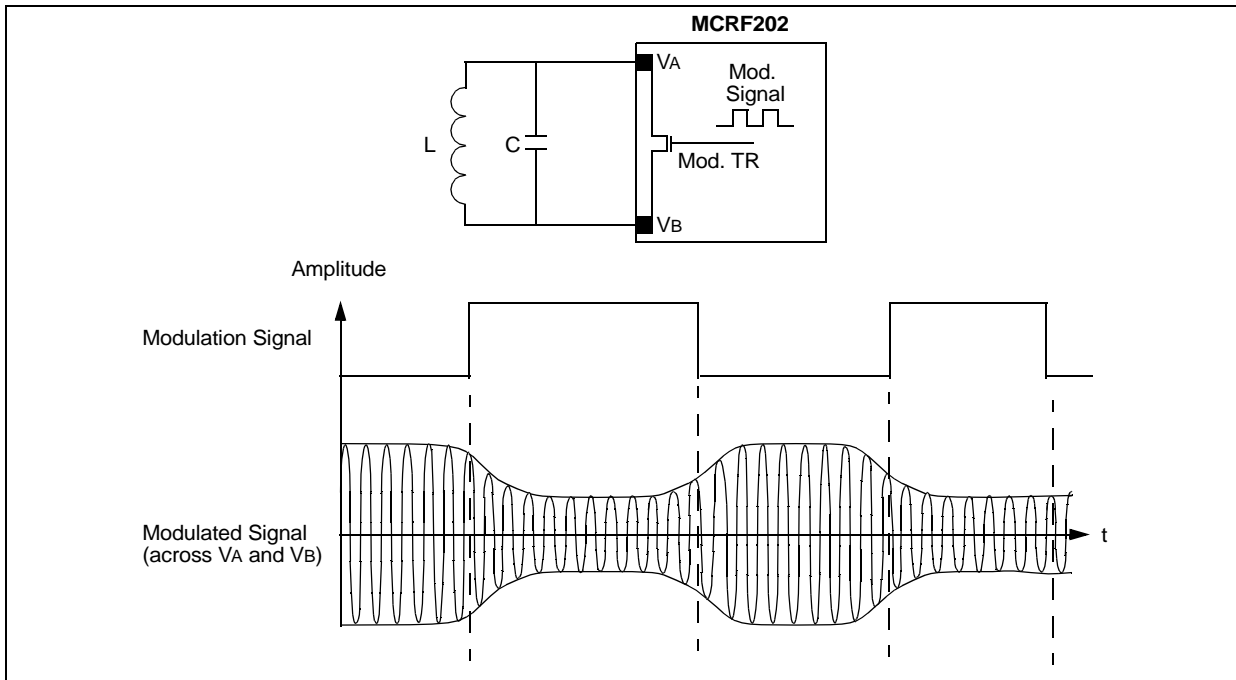 MCRF202
VA
Mod.
Signal
L
C
Mod. TR
VB
Amplitude
Modulation Signal
Modulated Signal
(across VA and VB)
t